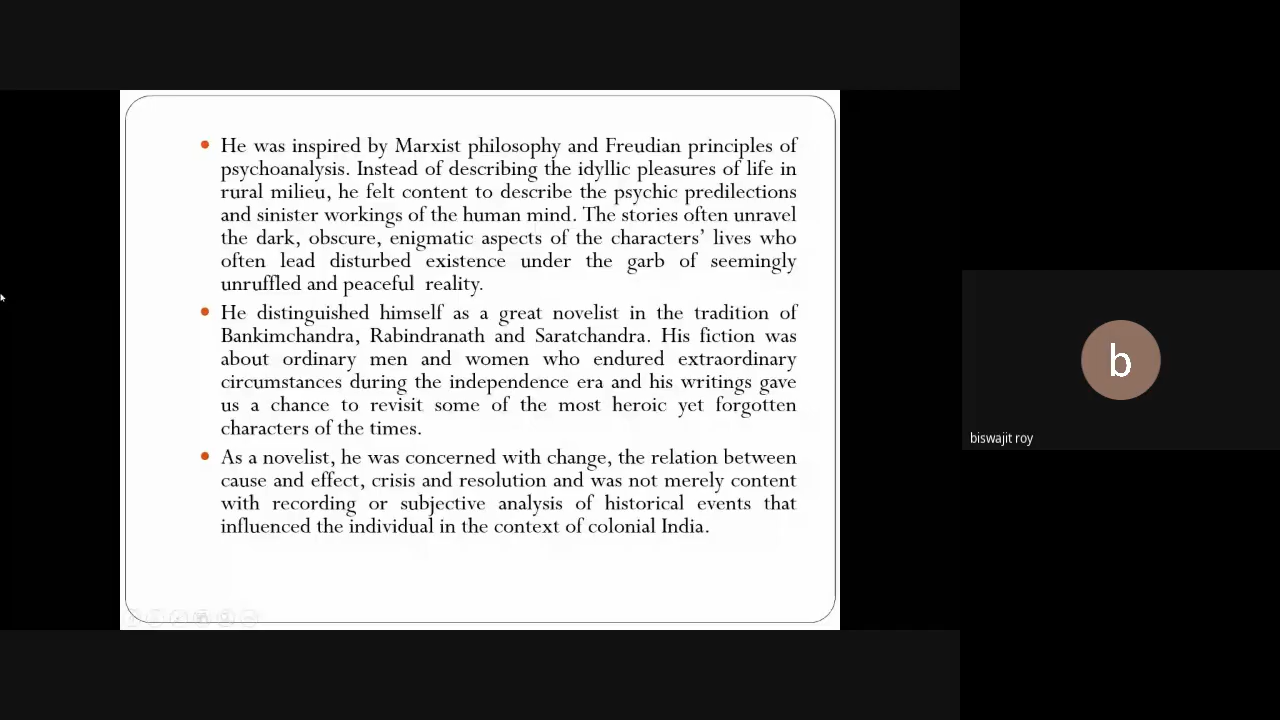 He was inspired by Marxist philosophy and Freudian principles of
psychoanalysis. Instead of describing the idyllic pleasures of life in
rural milieu, he felt content to describe the psychic predilections
and sinister workings of the human mind. The stories often unravel
the dark, obscure, enigmatic aspects of the characters’ lives who
often lead disturbed existence under the garb of seemingly
unruffled and peaceful reality.
He distinguished himself as a great novelist in the tradition of
Bankimchandra, Rabindranath and Saratchandra. His fiction was
about ordinary men and women who endured extraordinary
circumstances during the independence era and his writings gave
us a chance to revisit some of the most heroic yet forgotten
characters of the times.
As a novelist, he was concerned with change, the relation between
cause and effect, crisis and resolution and was not merely content
with recording or subjective analysis of historical events that
influenced the individual in the context of colonial India.
b
biswajit roy